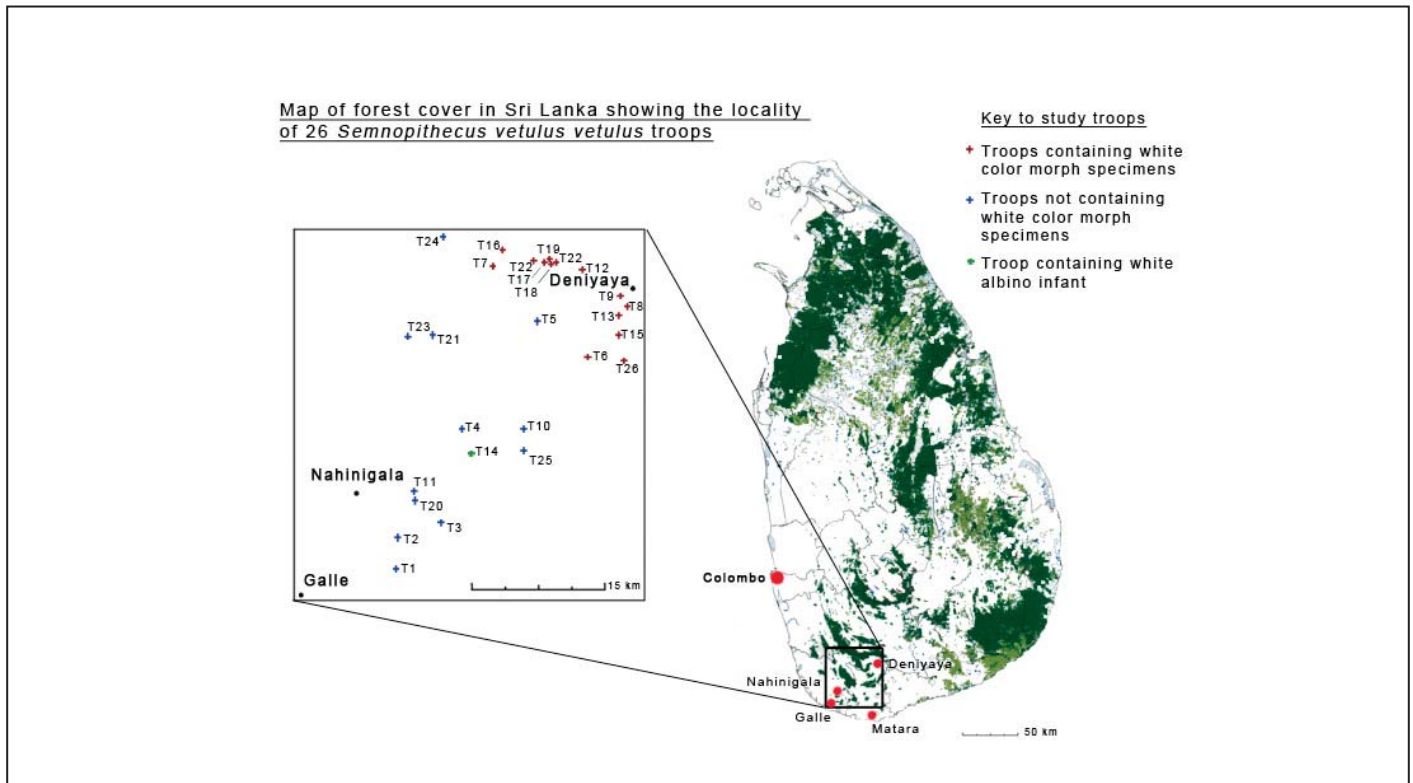 Map of forest cover in Sri Lanka showing the locality
of 26 Semnopithecus vetulus vetulus troops
Key to study troops
Troops containing white
color morph specimens
Troops not containing
white color morph
specimens
Troop containing white
albino infant
T24
T16
T19
T7
T22
T22
T12
T17
T18
Deniyaya
T9
T8
T13
T5
T23
T21
T15
T6
T26
T4
T10
T14
T25
Nahinigala
T11
T20
T3
T2
T1
15 km
Galle
Colombo
Deniyaya
Nahinigala
Galle
Matara
50 km